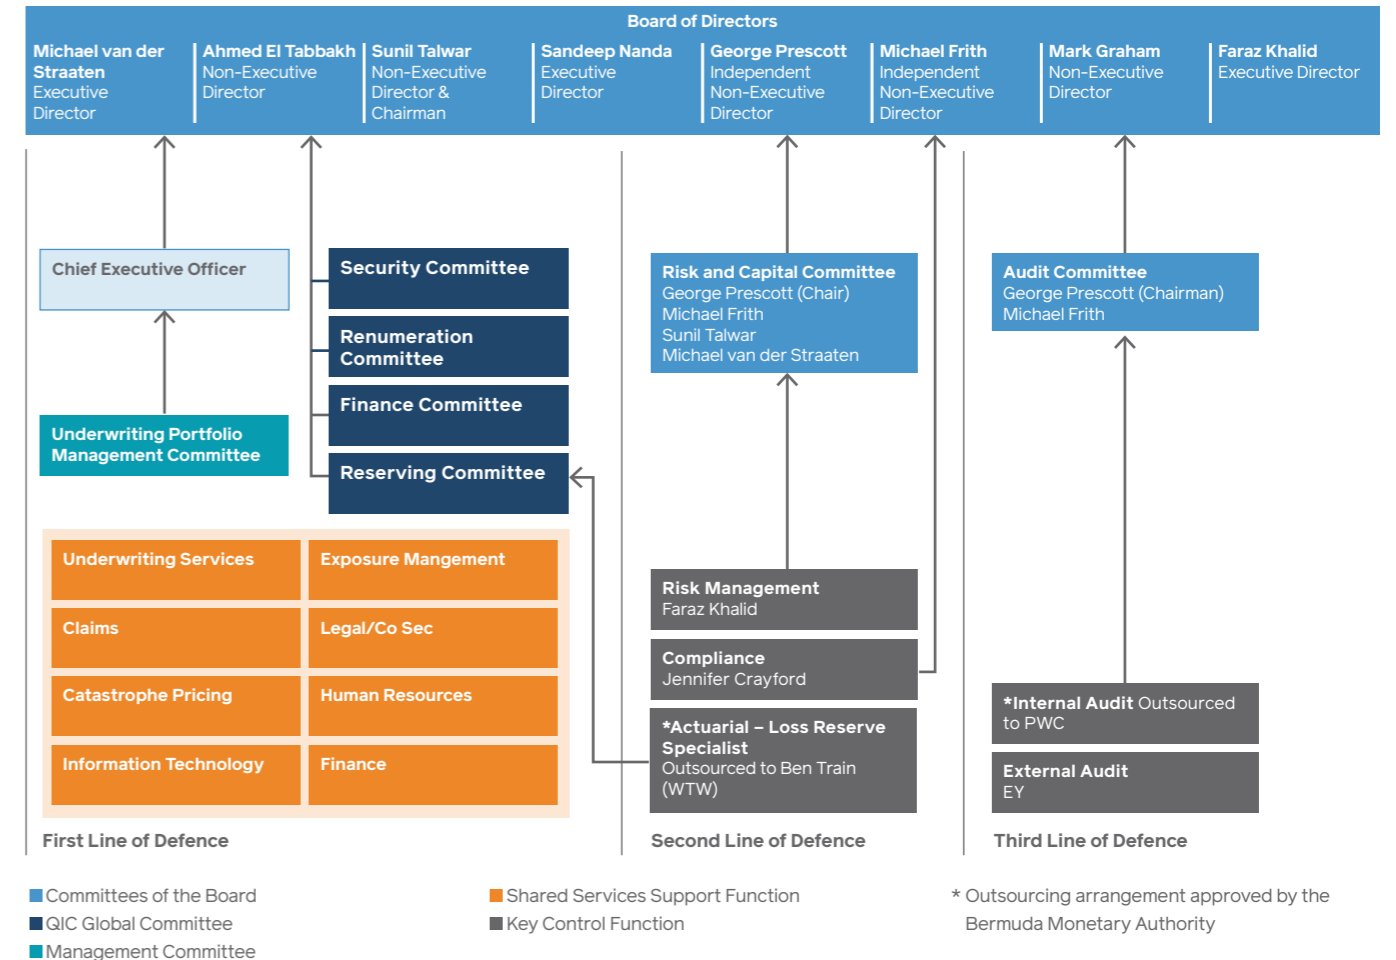 Board of Directors
Michael van der
Straaten
Executive
Director
Ahmed El Tabbakh
Non-Executive
Director
Sunil Talwar
Non-Executive
Director &
Chairman
Sandeep Nanda
Executive
Director
George Prescott
Independent
Non-Executive
Director
Michael Frith
Independent
Non-Executive
Director
Mark Graham
Non-Executive
Director
Faraz Khalid
Executive Director
Chief Executive Officer
Underwriting Portfolio
Management Committee
Security Committee
Renumeration
Committee
Finance Committee
Reserving Committee
Underwriting Services
Exposure Mangement
Claims
Legal/Co Sec
Catastrophe Pricing
Human Resources
Information Technology
Finance
First Line of Defence
Risk and Capital Committee
George Prescott (Chair)
Michael Frith
Sunil Talwar
Michael van der Straaten
Risk Management
Faraz Khalid
Compliance
Jennifer Crayford
*Actuarial – Loss Reserve
Specialist
Outsourced to Ben Train
(WTW)
Second Line of Defence
Audit Committee
George Prescott (Chairman)
Michael Frith
*Internal Audit Outsourced
to PWC
External Audit
EY
Third Line of Defence
Committees of the Board
QIC Global Committee
Management Committee
Shared Services Support Function
Key Control Function
* Outsourcing arrangement approved by the
Bermuda Monetary Authority